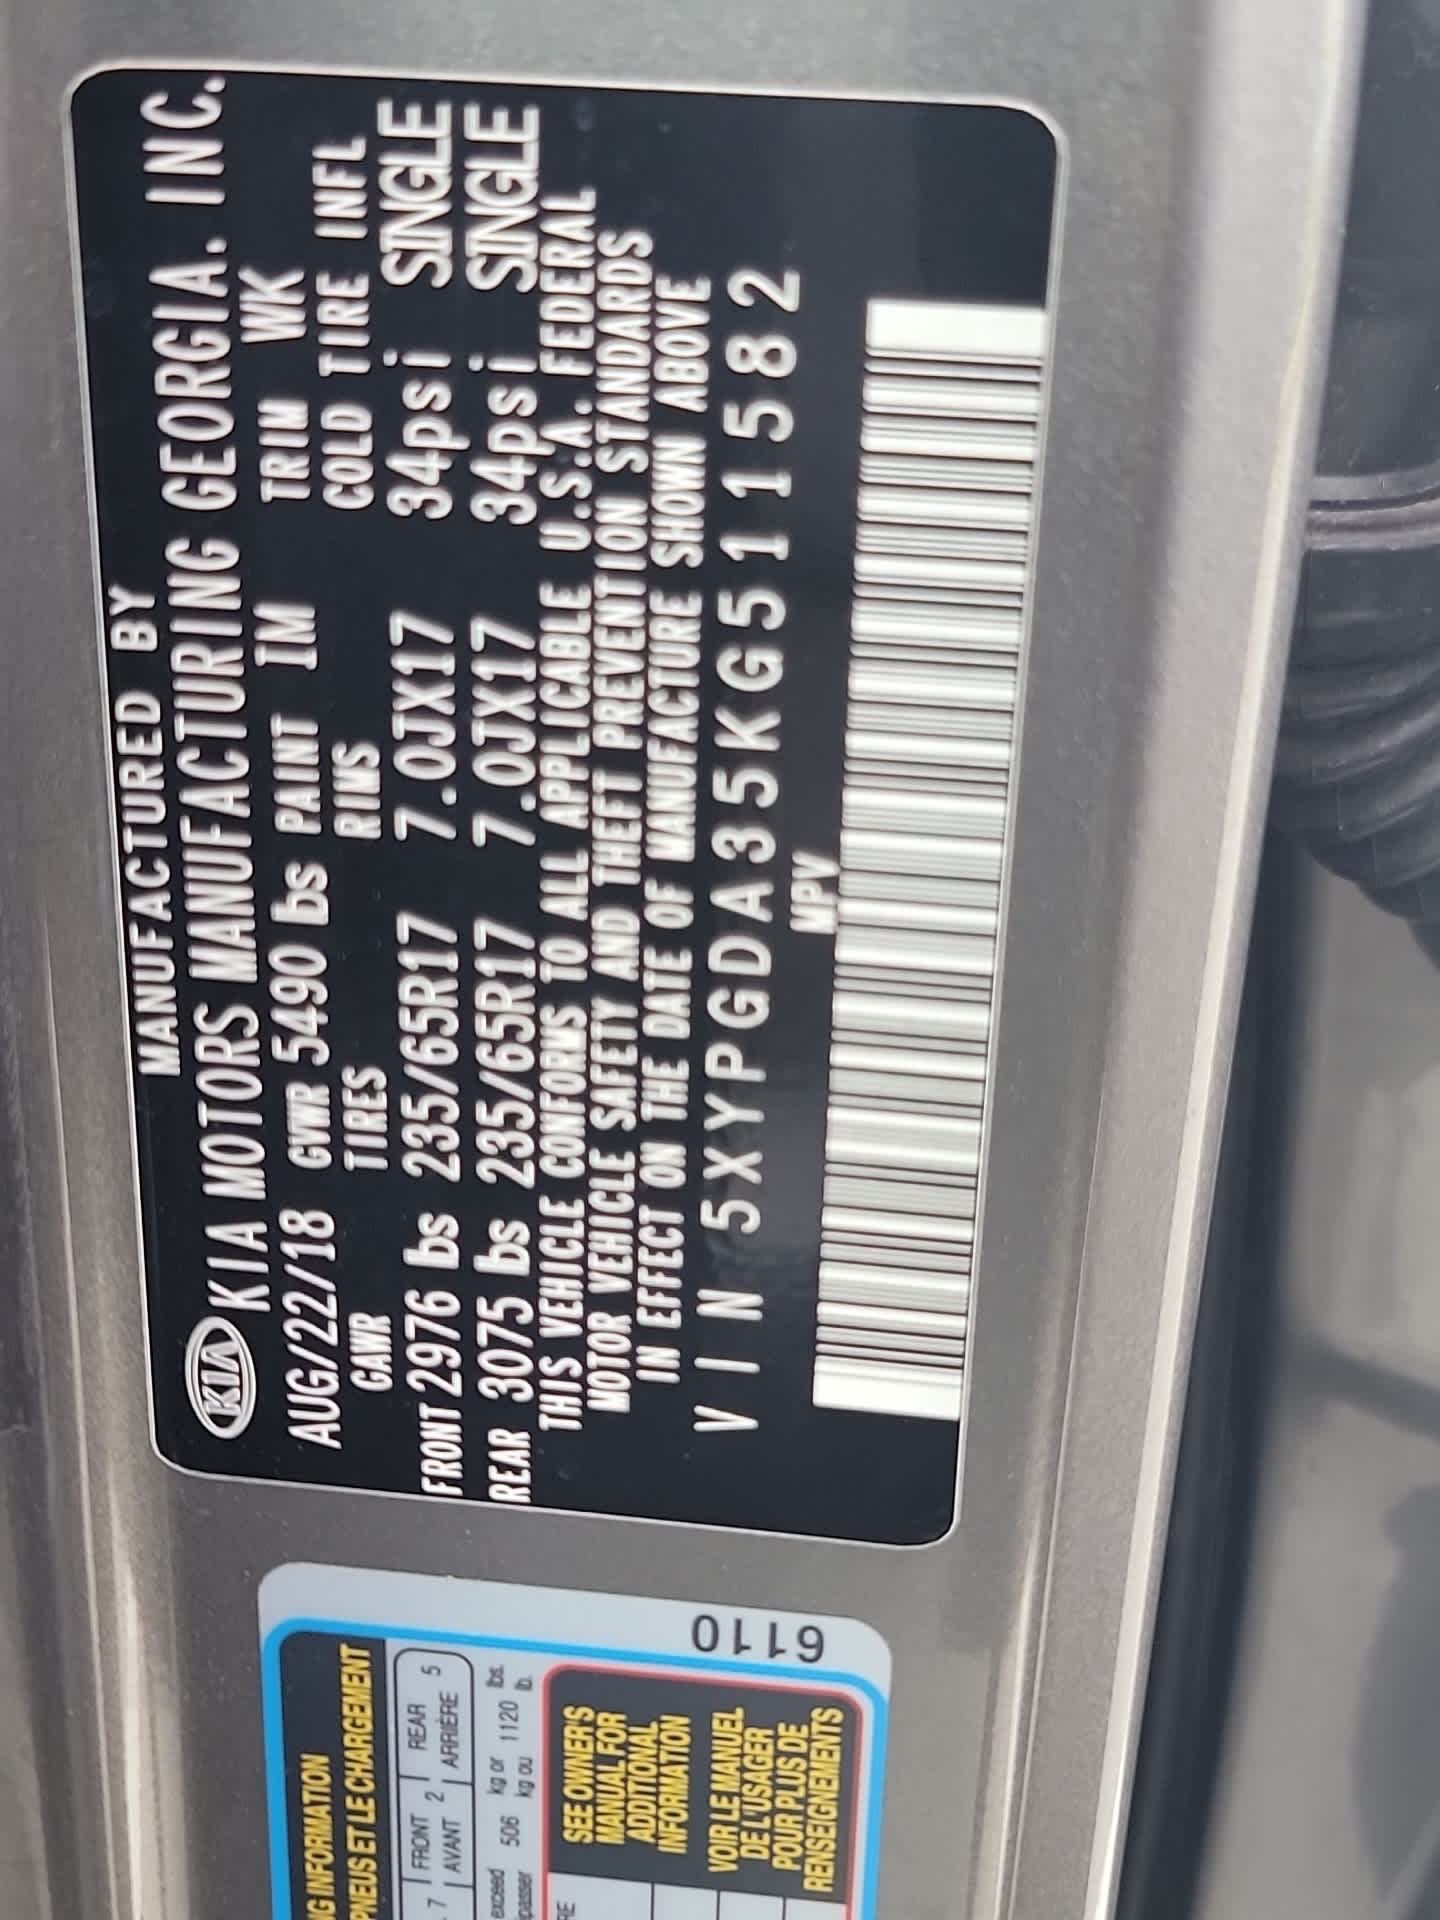 MANUFACTURED BY
KIA KIA MOTORS MANUFACTURING GEORGIA. INC.
AUG/22/18 GVWR 5490 lbs PAINT IM TRIM WK
GAWR TIRES RIMS COLD TIRE INFL
FRONT 2976 lbs 235/65R17 7.0JX17 34psi SINGLE
REAR 3075 lbs 235/65R17 7.0JX17 34psi SINGLE
THIS VEHICLE CONFORMS TO ALL APPLICABLE U.S.A. FEDERAL
MOTOR VEHICLE SAFETY AND THEFT PREVENTION STANDARDS
IN EFFECT ON THE DATE OF MANUFACTURE SHOWN ABOVE
VIN 5XYPGDA35KG511582
MPV
NG INFORMATION
PNEUS ET LE CHARGEMENT
7 FRONT 2 REAR 5
AVANT ARRIÈRE
exceed 506 kg or 1120 lbs.
kg ou lb.
SEE OWNER'S
MANUAL FOR
ADDITIONAL
INFORMATION
VOIR LE MANUEL
DE L'USAGER
POUR PLUS DE
RENSEIGNEMENTS
6110